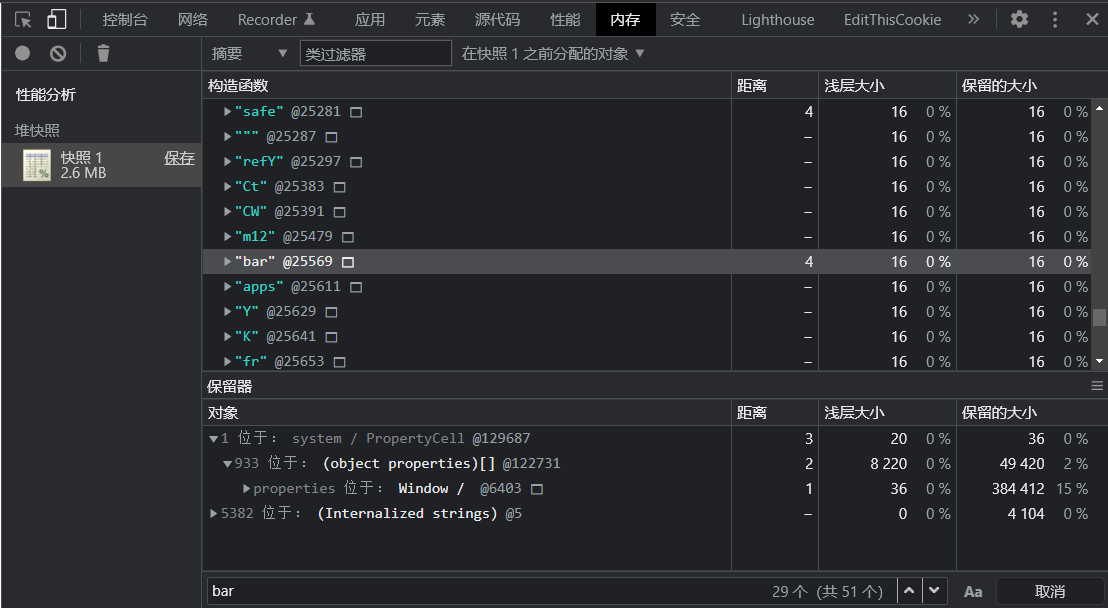 控制台 网络 Recorder 应用 元素 源代码 性能 内存 安全 Lighthouse EditThisCookie »
摘要 ▼ 类过滤器 在快照 1 之前分配的对象 ▼
性能分析
堆快照
快照 1 保存
2.6 MB
构造函数 距离 浅层大小 保留的大小
▶"safe" @25281 4 16 0 % 16 0 %
▶""" @25287 – 16 0 % 16 0 %
▶"refY" @25297 – 16 0 % 16 0 %
▶"Ct" @25383 – 16 0 % 16 0 %
▶"CW" @25391 – 16 0 % 16 0 %
▶"m12" @25479 – 16 0 % 16 0 %
▶"bar" @25569 4 16 0 % 16 0 %
▶"apps" @25611 – 16 0 % 16 0 %
▶"Y" @25629 – 16 0 % 16 0 %
▶"K" @25641 – 16 0 % 16 0 %
▶"fr" @25653 – 16 0 % 16 0 %
保留器
对象 距离 浅层大小 保留的大小
▼1 位于: system / PropertyCell @129687 3 20 0 % 36 0 %
▼933 位于: (object properties)[] @122731 2 8 220 0 % 49 420 2 %
▶properties 位于: Window / @6403 1 36 0 % 384 412 15 %
▶5382 位于: (Internalized strings) @5 – 0 0 % 4 104 0 %
bar 29 个 (共 51 个) Aa 取消